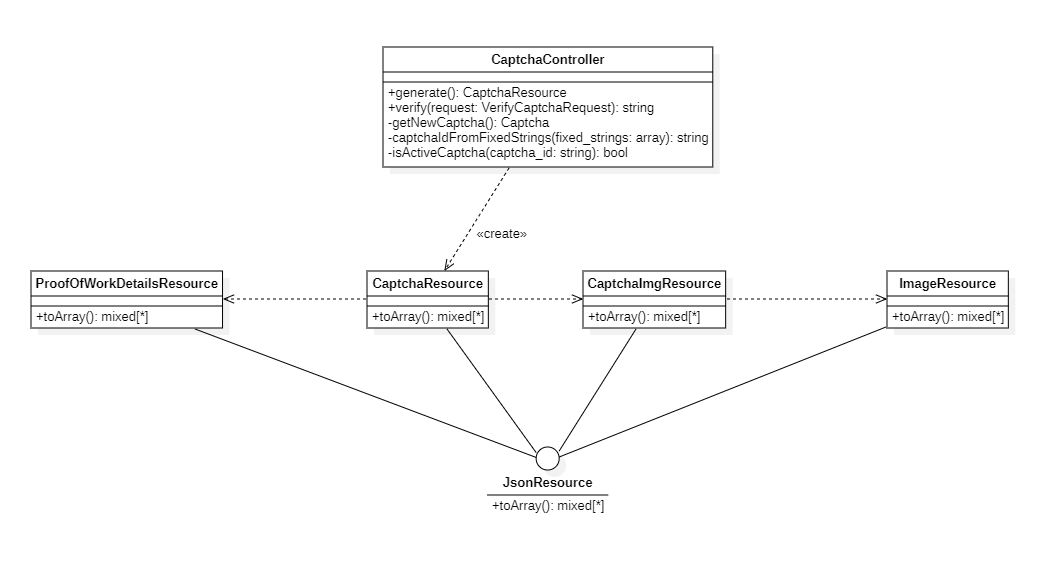 CaptchaController
+generate(): CaptchaResource
+verify(request: VerifyCaptchaRequest): string
-getNewCaptcha(): Captcha
-captchaIdFromFixedStrings(fixed_strings: array): string
-isActiveCaptcha(captcha_id: string): bool
«create»
ProofOfWorkDetailsResource
+toArray(): mixed[*]
CaptchaResource
+toArray(): mixed[*]
CaptchaImgResource
+toArray(): mixed[*]
ImageResource
+toArray(): mixed[*]
JsonResource
+toArray(): mixed[*]